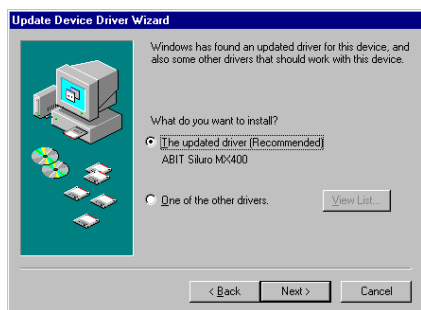 Update Device Driver Wizard
Windows has found an updated driver for this device, and
also some other drivers that should work with this device.
What do you want to install?
The updated driver (Recommended)
ABIT Siluro MX400
One of the other drivers.
View List...
< Back
Next >
Cancel